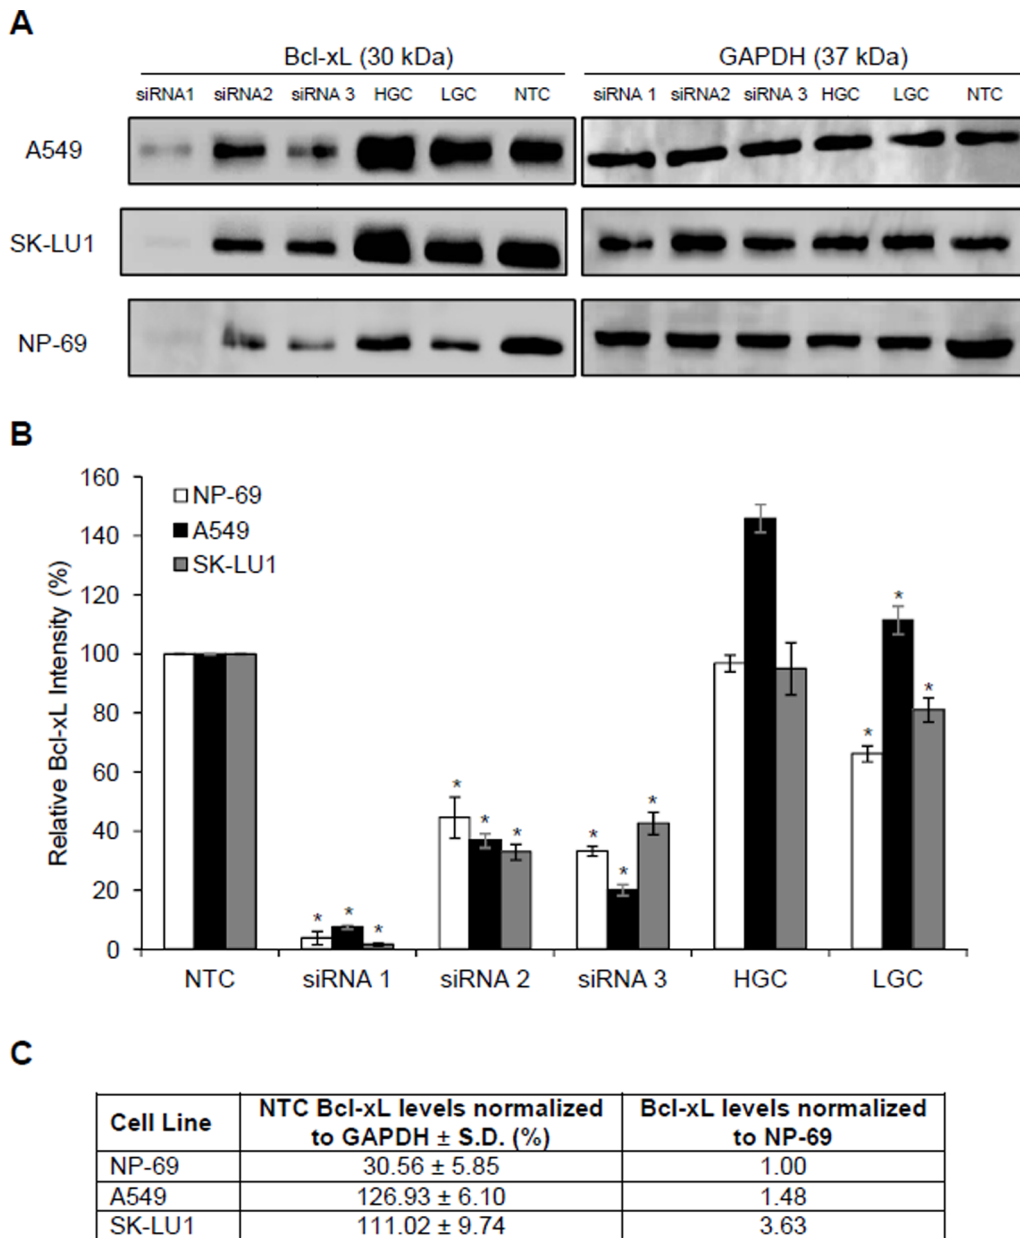 A
Bcl-xL (30 kDa) GAPDH (37 kDa)
siRNA1 siRNA2 siRNA 3 HGC LGC NTC siRNA 1 siRNA2 siRNA 3 HGC LGC NTC
A549
SK-LU1
NP-69
B
Relative Bcl-xL Intensity (%)
160
140
120
100
80
60
40
20
0
NP-69
A549
SK-LU1
* * * * * * * * * * * *
NTC siRNA 1 siRNA 2 siRNA 3 HGC LGC
C
Cell Line NTC Bcl-xL levels normalized to GAPDH ± S.D. (%) Bcl-xL levels normalized to NP-69
NP-69 30.56 ± 5.85 1.00
A549 126.93 ± 6.10 1.48
SK-LU1 111.02 ± 9.74 3.63